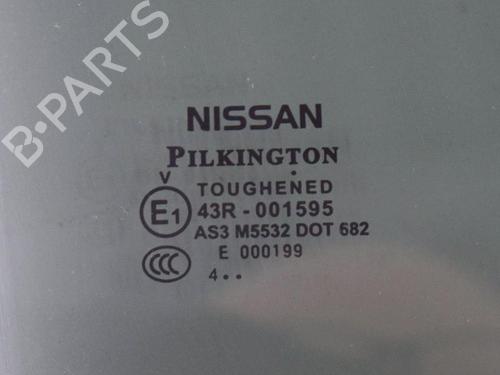 B-PARTS
NISSAN
PILKINGTON
V
TOUGHENED
E1 43R - 001595
AS3 M5532 DOT 682
E 000199
CCC
4 • •